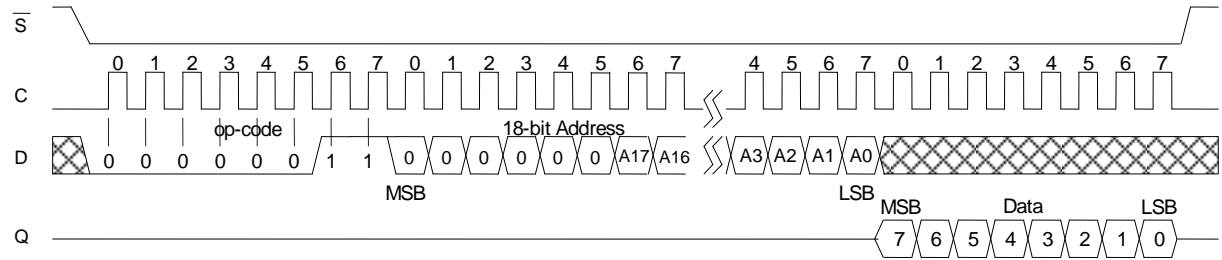 S
0 1 2 3 4 5 6 7 0 1 2 3 4 5 6 7 4 5 6 7 0 1 2 3 4 5 6 7
C
op-code 18-bit Address
D 0 0 0 0 0 0 1 1 0 0 0 0 0 0 A17 A16 A3 A2 A1 A0
MSB LSB MSB Data LSB
Q 7 6 5 4 3 2 1 0